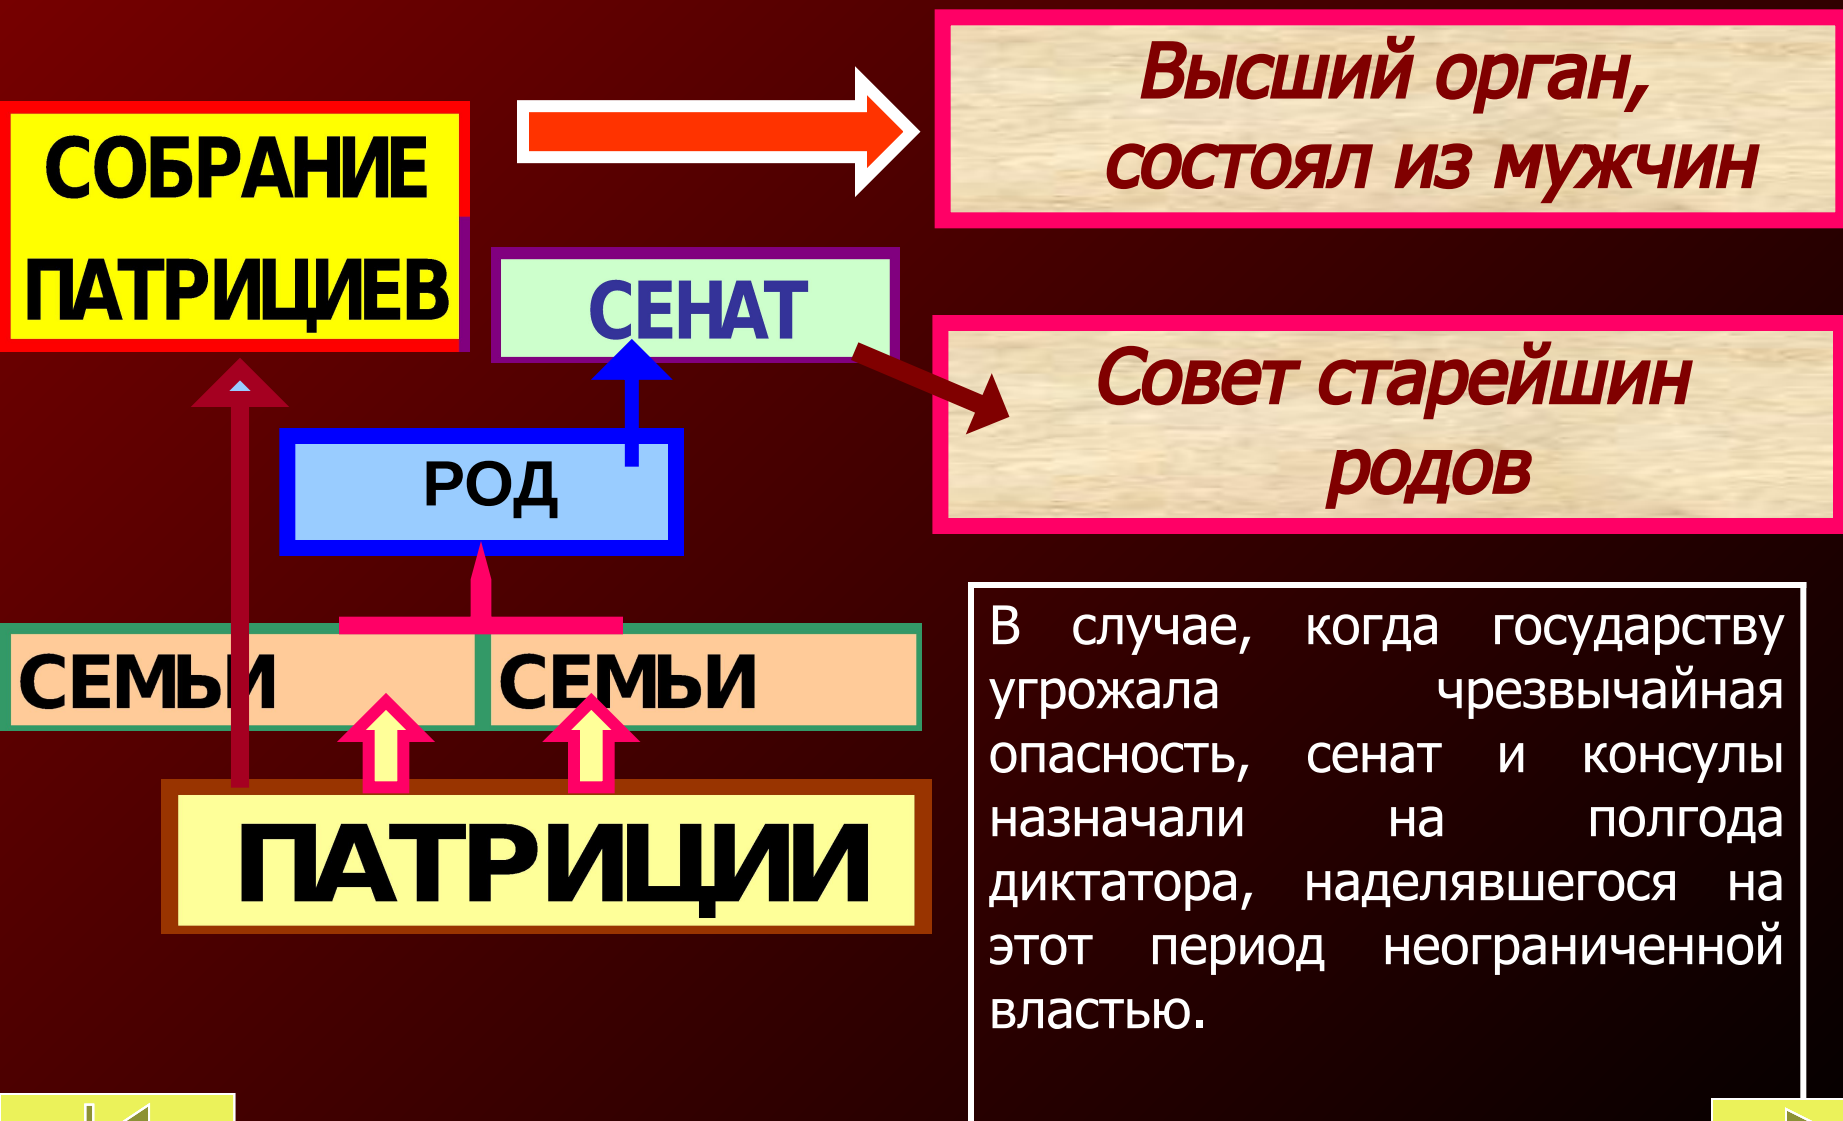 СОБРАНИЕ
ПАТРИЦИЕВ
Высший орган,
состоял из мужчин
СЕНАТ
Совет старейшин
родов
РОД
СЕМЬИ
СЕМЬИ
ПАТРИЦИИ
В случае, когда государству
угрожала чрезвычайная
опасность, сенат и консулы
назначали на полгода
диктатора, наделявшегося на
этот период неограниченной
властью.